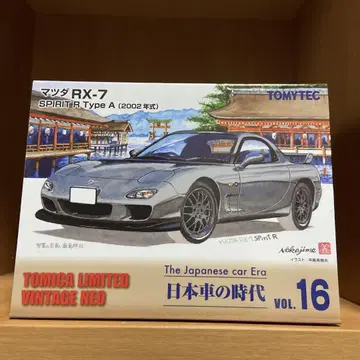 マツダ RX-7
SPIRIT R Type A (2002年式)
TOMYTEC
Nakajima
TOMICA LIMITED
VINTAGE NEO
The Japanese car Era
日本車の時代 VOL. 16